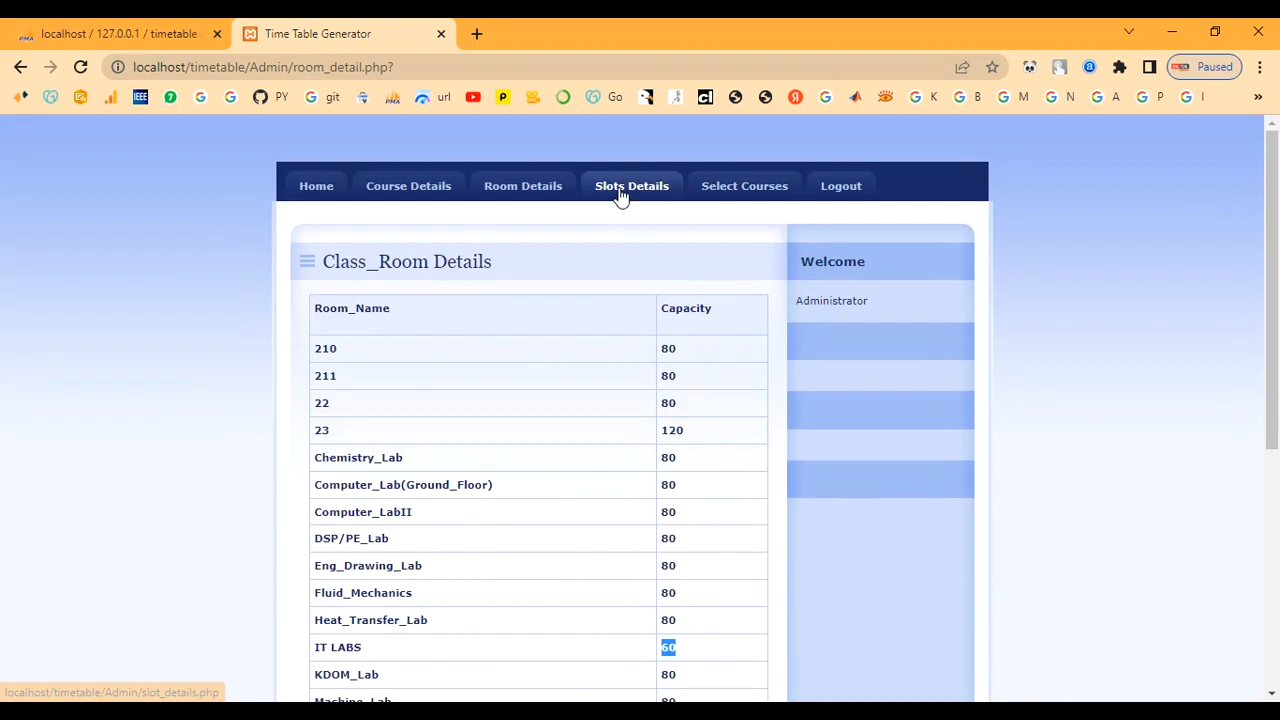 localhost / 127.0.0.1 / timetable
Time Table Generator
localhost/timetable/Admin/room_detail.php?
Paused
IEEE
PY
git
url
Go
K
B
M
N
A
P
I
Home
Course Details
Room Details
Slots Details
Select Courses
Logout
Class_Room Details
Welcome
Administrator
Room_Name Capacity
210 80
211 80
22 80
23 120
Chemistry_Lab 80
Computer_Lab(Ground_Floor) 80
Computer_LabII 80
DSP/PE_Lab 80
Eng_Drawing_Lab 80
Fluid_Mechanics 80
Heat_Transfer_Lab 80
IT LABS 60
KDOM_Lab 80
Machine_Lab 80
localhost/timetable/Admin/slot_details.php